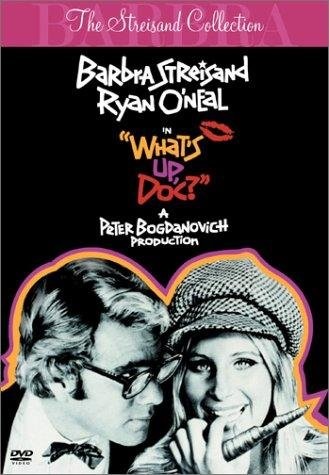 BARBRA
The Streisand Collection
BARBRA STREISAND
RYAN O'NEAL
IN
"WHAT'S
UP,
DOC?"
A
PETER BOGDANOVICH
PRODUCTION
DVD
VIDEO